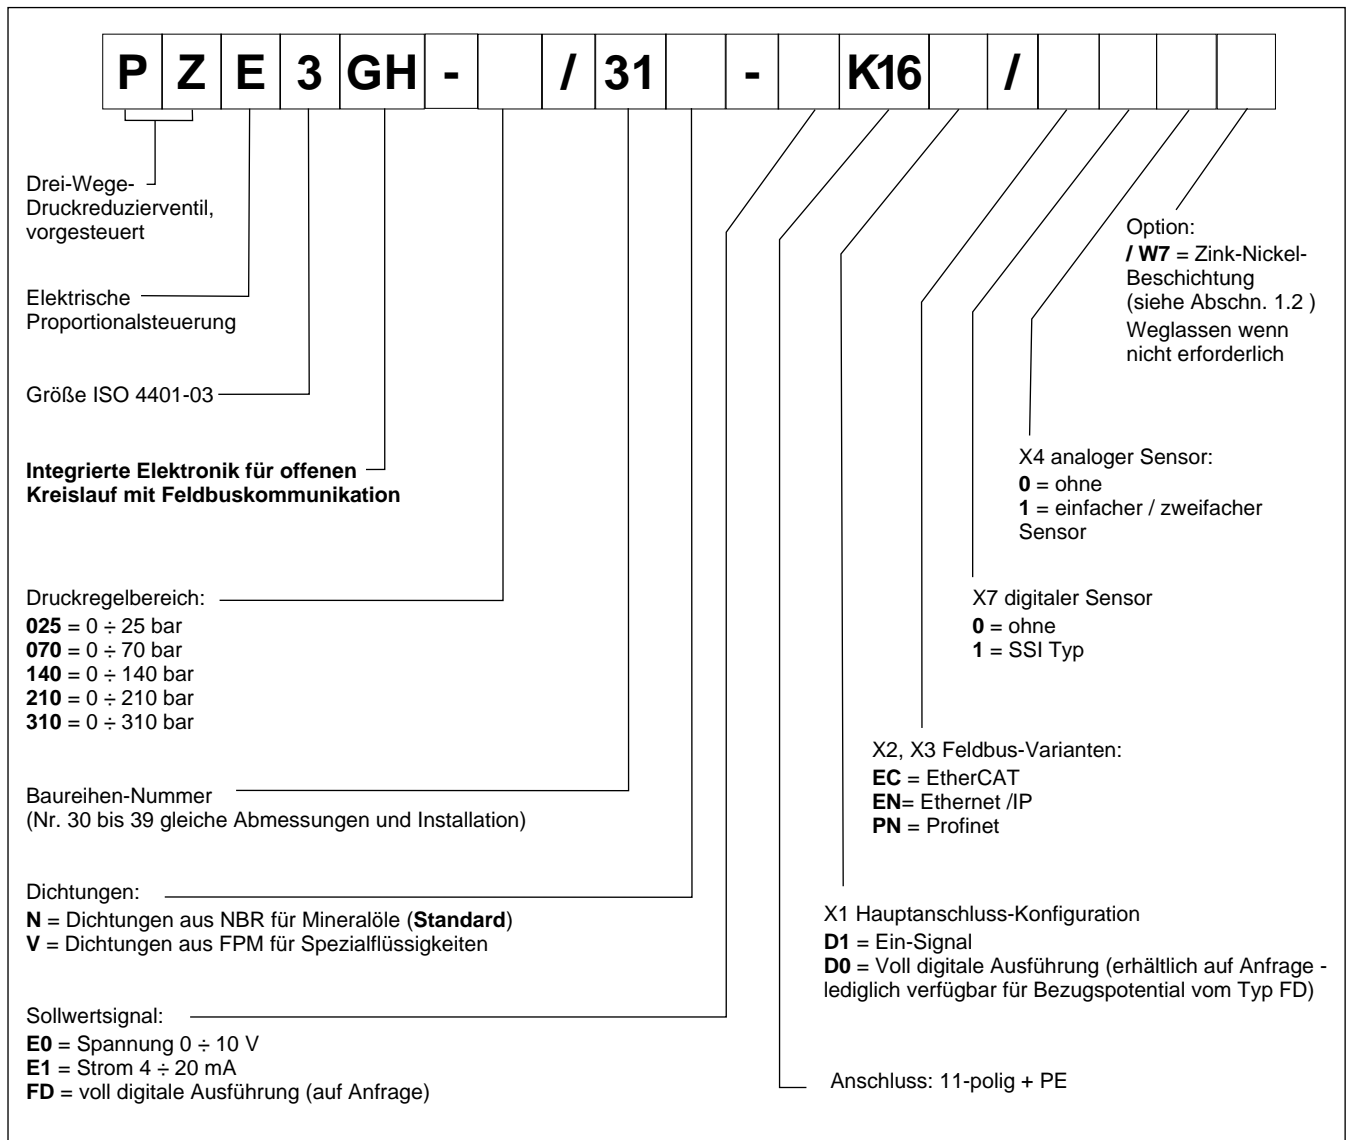 P Z E 3 GH - / 31 - K16 /
Drei-Wege-
Druckreduzierventil,
vorgesteuert
Elektrische
Proportionalsteuerung
Größe ISO 4401-03
Integrierte Elektronik für offenen
Kreislauf mit Feldbuskommunikation
Druckregelbereich:
025 = 0 ÷ 25 bar
070 = 0 ÷ 70 bar
140 = 0 ÷ 140 bar
210 = 0 ÷ 210 bar
310 = 0 ÷ 310 bar
Baureihen-Nummer
(Nr. 30 bis 39 gleiche Abmessungen und Installation)
Dichtungen:
N = Dichtungen aus NBR für Mineralöle (Standard)
V = Dichtungen aus FPM für Spezialflüssigkeiten
Sollwertsignal:
E0 = Spannung 0 ÷ 10 V
E1 = Strom 4 ÷ 20 mA
FD = voll digitale Ausführung (auf Anfrage)
Option:
/ W7 = Zink-Nickel-
Beschichtung
(siehe Abschn. 1.2 )
Weglassen wenn
nicht erforderlich
X4 analoger Sensor:
0 = ohne
1 = einfacher / zweifacher
Sensor
X7 digitaler Sensor
0 = ohne
1 = SSI Typ
X2, X3 Feldbus-Varianten:
EC = EtherCAT
EN= Ethernet /IP
PN = Profinet
X1 Hauptanschluss-Konfiguration
D1 = Ein-Signal
D0 = Voll digitale Ausführung (erhältlich auf Anfrage -
lediglich verfügbar für Bezugspotential vom Typ FD)
Anschluss: 11-polig + PE